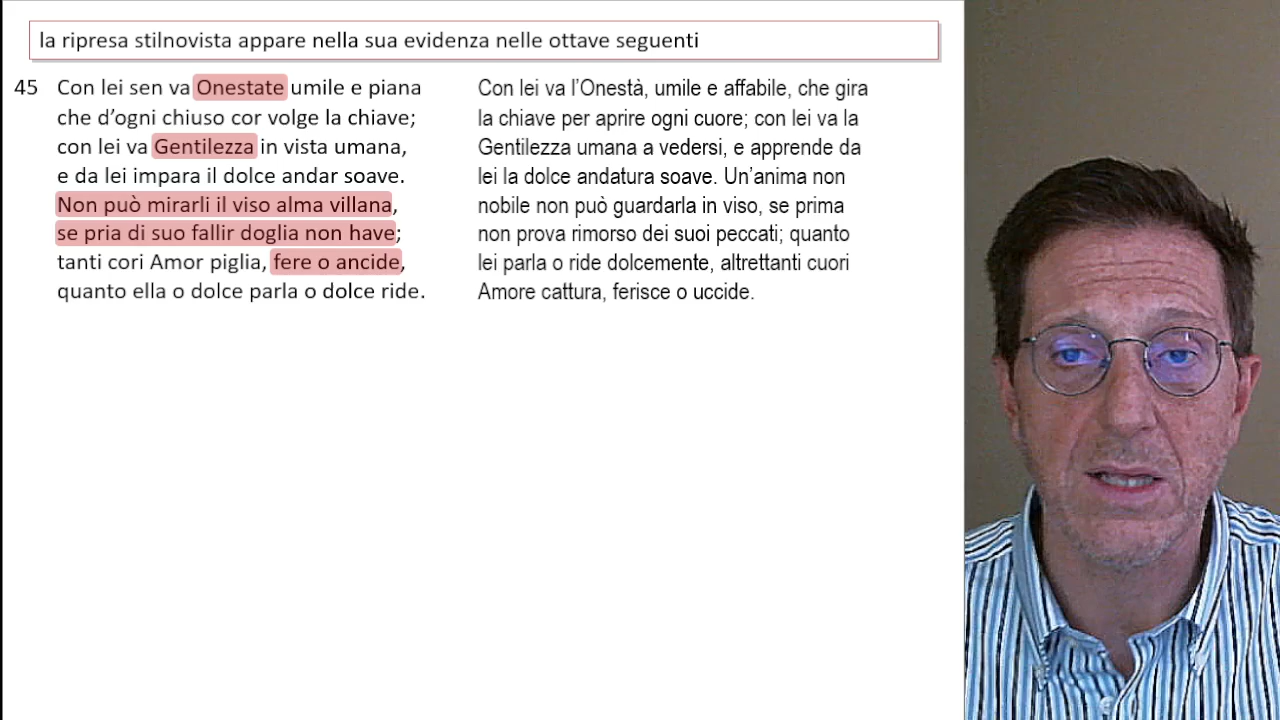 la ripresa stilnovista appare nella sua evidenza nelle ottave seguenti
45 Con lei sen va Onestate umile e piana
che d’ogni chiuso cor volge la chiave;
con lei va Gentilezza in vista umana,
e da lei impara il dolce andar soave.
Non può mirarli il viso alma villana,
se pria di suo fallir doglia non have;
tanti cori Amor piglia, fere o ancide,
quanto ella o dolce parla o dolce ride.
Con lei va l’Onestà, umile e affabile, che gira
la chiave per aprire ogni cuore; con lei va la
Gentilezza umana a vedersi, e apprende da
lei la dolce andatura soave. Un’anima non
nobile non può guardarla in viso, se prima
non prova rimorso dei suoi peccati; quanto
lei parla o ride dolcemente, altrettanti cuori
Amore cattura, ferisce o uccide.